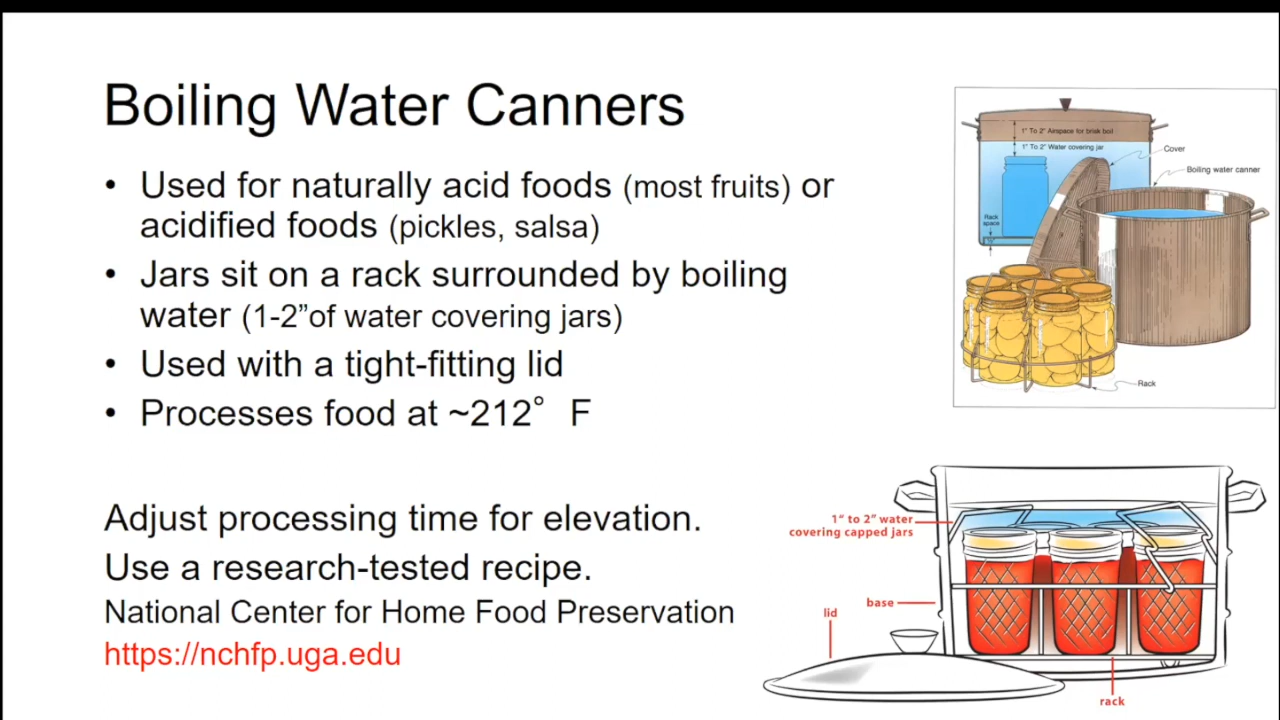 Boiling Water Canners
• Used for naturally acid foods (most fruits) or
acidified foods (pickles, salsa)
• Jars sit on a rack surrounded by boiling
water (1-2”of water covering jars)
• Used with a tight-fitting lid
• Processes food at ~212° F
Adjust processing time for elevation.
Use a research-tested recipe.
National Center for Home Food Preservation
https://nchfp.uga.edu
1" To 2" Airspace for brisk boil
1" To 2" Water covering jar
Cover
Boiling water canner
Rack
space
Rack
1" to 2" water
covering capped jars
base
lid
rack